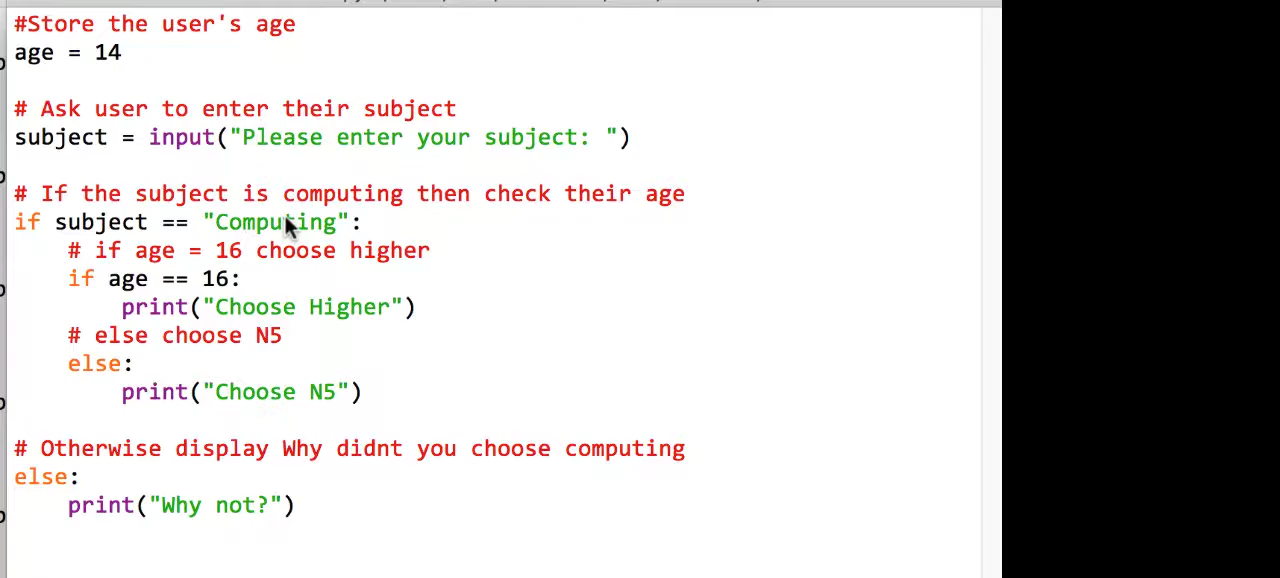 #Store the user's age
age = 14
# Ask user to enter their subject
subject = input("Please enter your subject: ")
# If the subject is computing then check their age
if subject == "Computing":
# if age = 16 choose higher
if age == 16:
print("Choose Higher")
# else choose N5
else:
print("Choose N5")
# Otherwise display Why didnt you choose computing
else:
print("Why not?")